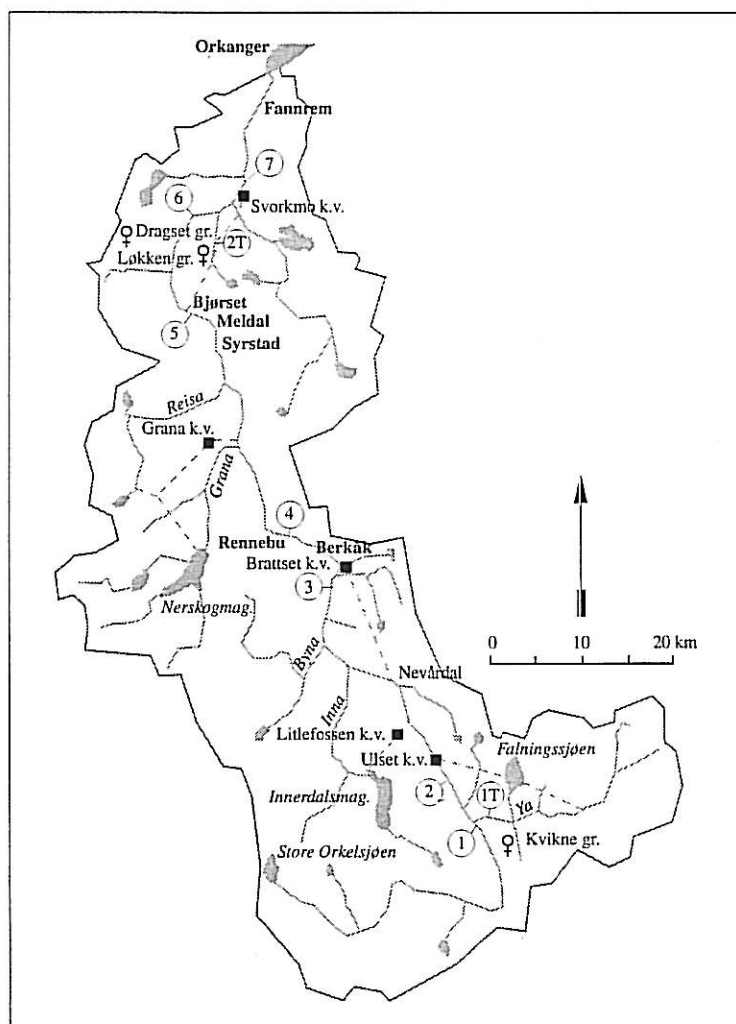 Orkanger
Fannrem
7
6
Svorkmo k.v.
Dragset gr.
2T
Løkken gr.
Bjørset
5
Meldal
Syrstad
Reisa
Grana k.v.
Grana
4
Rennebu
Berkåk
Brattset k.v.
3
Nerskogmag.
0 10 20 km
Byna
Nevårdal
Inna
Litlefossen k.v.
Falningssjøen
Ulset k.v.
2
1T
Innerdalsmag.
Ya
1
Kvikne gr.
Store Orkelsjøen